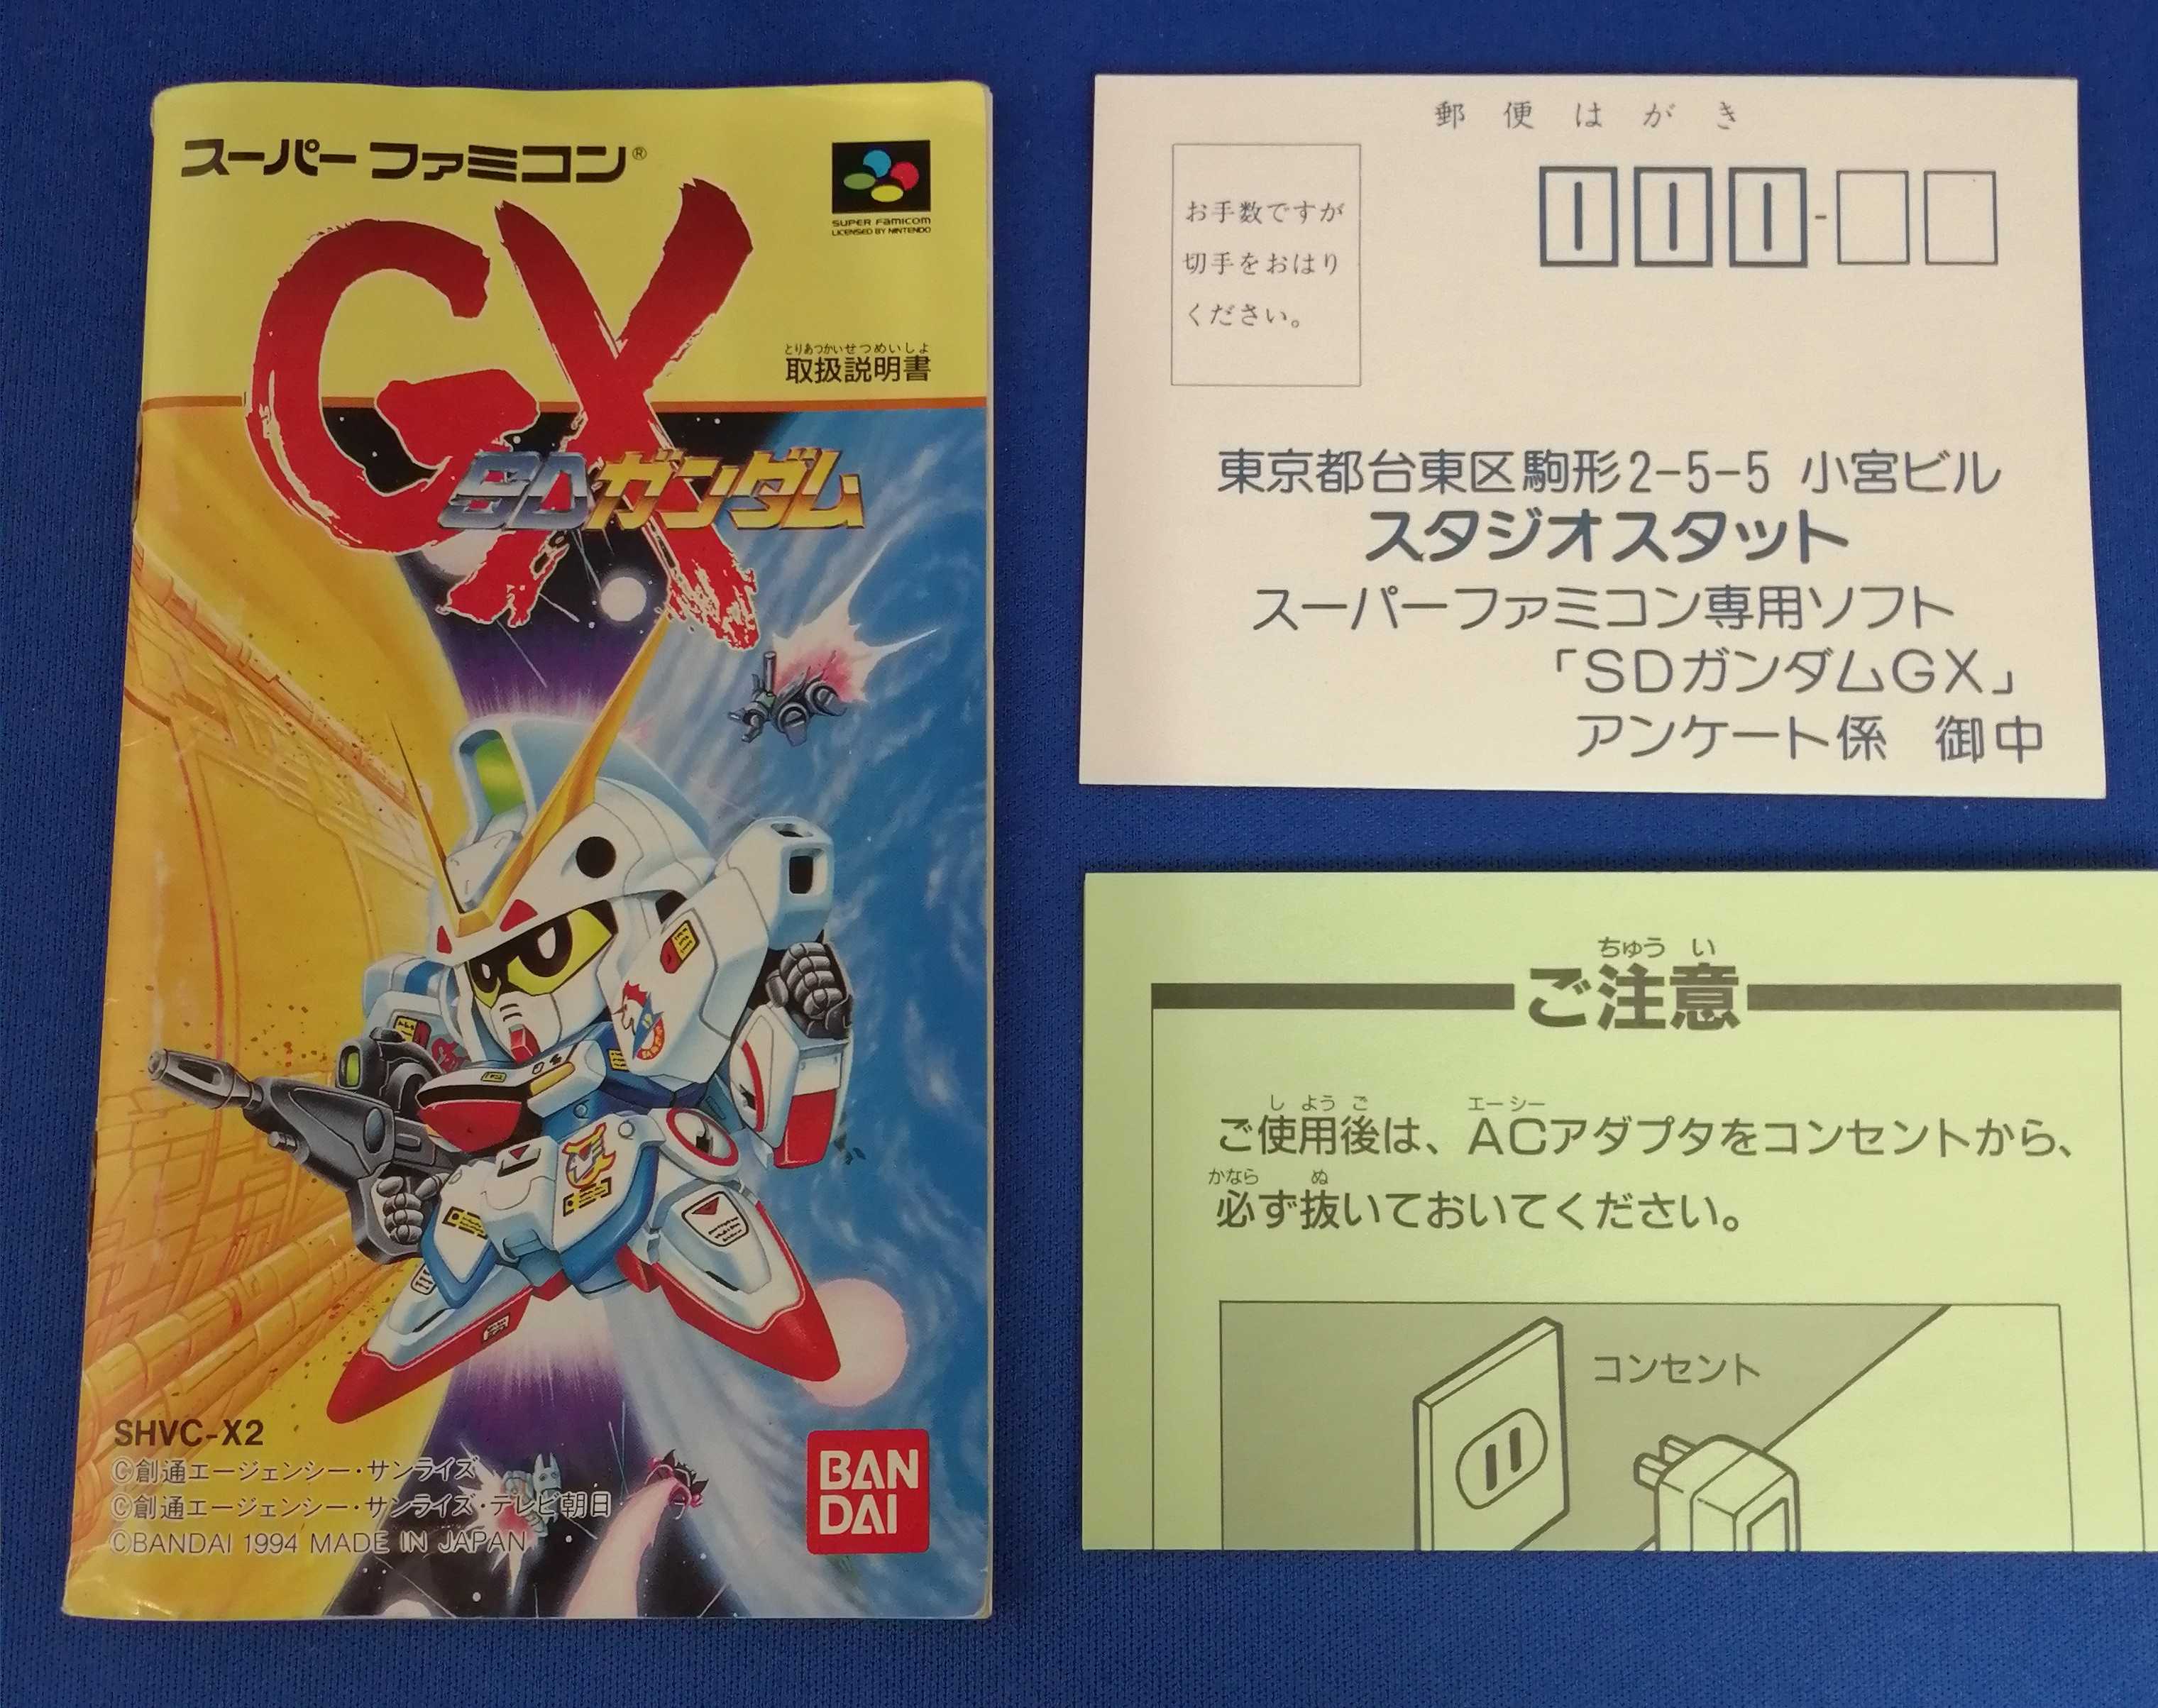 スーパーファミコン®
SUPER FAMICOM
LICENSED BY NINTENDO
GX
とりあつかいせつめいしょ
取扱説明書
SDガンダム
SHVC-X2
©創通エージェンシー・サンライズ
©創通エージェンシー・サンライズ・テレビ朝日
©BANDAI 1994 MADE IN JAPAN
BAN
DAI
郵便はがき
111-
お手数ですが
切手をおはり
ください。
東京都台東区駒形2-5-5 小宮ビル
スタジオスタット
スーパーファミコン専用ソフト
「SDガンダムGX」
アンケート係 御中
ちゅう い
ご注意
し よう ご エーシー
ご使用後は、ACアダプタをコンセントから、
かなら ぬ
必ず抜いておいてください。
コンセント